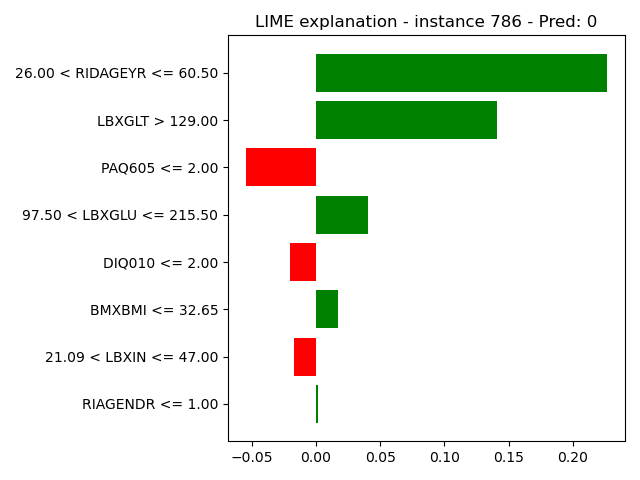 LIME explanation - instance 786 - Pred: 0
26.00 < RIDAGEYR <= 60.50
LBXGLT > 129.00
PAQ605 <= 2.00
97.50 < LBXGLU <= 215.50
DIQ010 <= 2.00
BMXBMI <= 32.65
21.09 < LBXIN <= 47.00
RIAGENDR <= 1.00
−0.05 0.00 0.05 0.10 0.15 0.20